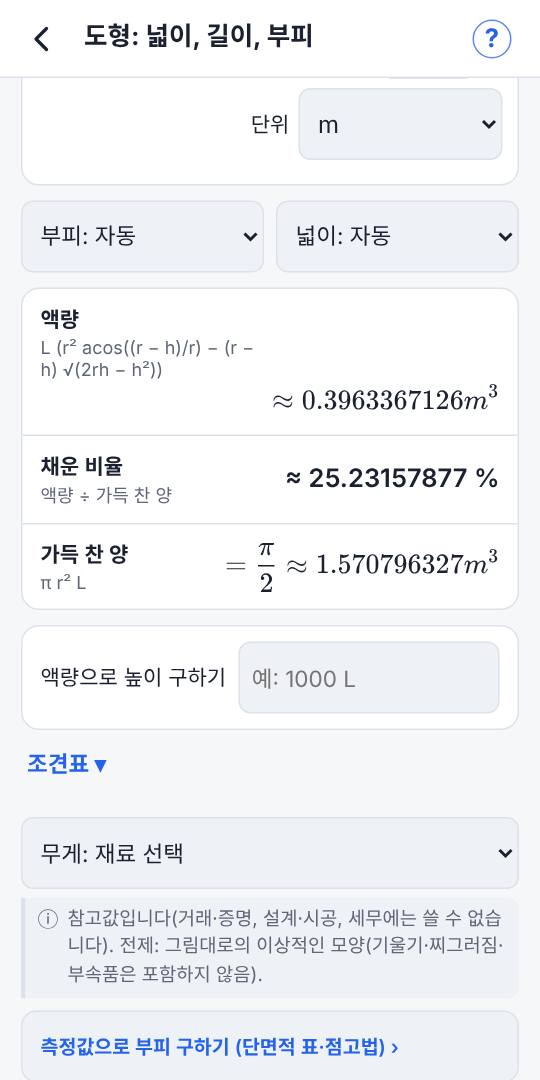 도형: 넓이, 길이, 부피
?
단위
m
부피: 자동
넓이: 자동
액량
L (r² acos((r − h)/r) − (r −
h) √(2rh − h²))
≈ 0.3963367126m³
채운 비율
액량 ÷ 가득 찬 양
≈ 25.23157877 %
가득 찬 양
π r² L
= π/2 ≈ 1.570796327m³
액량으로 높이 구하기
예: 1000 L
조견표 ▼
무게: 재료 선택
ⓘ 참고값입니다(거래·증명, 설계·시공, 세무에는 쓸 수 없습
니다). 전제: 그림대로의 이상적인 모양(기울기·찌그러짐·
부속품은 포함하지 않음).
측정값으로 부피 구하기 (단면적 표·점고법) ›